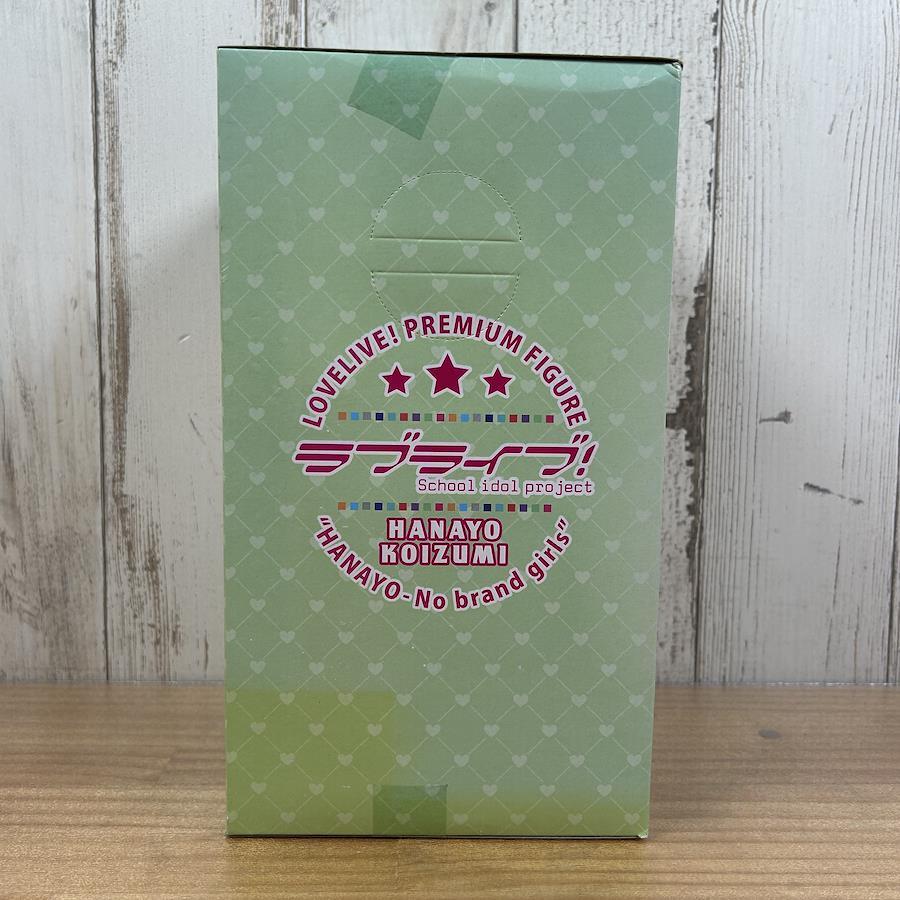 LOVELIVE! PREMIUM FIGURE
ラブライブ!
School idol project
HANAYO
KOIZUMI
"HANAYO-No brand girls"